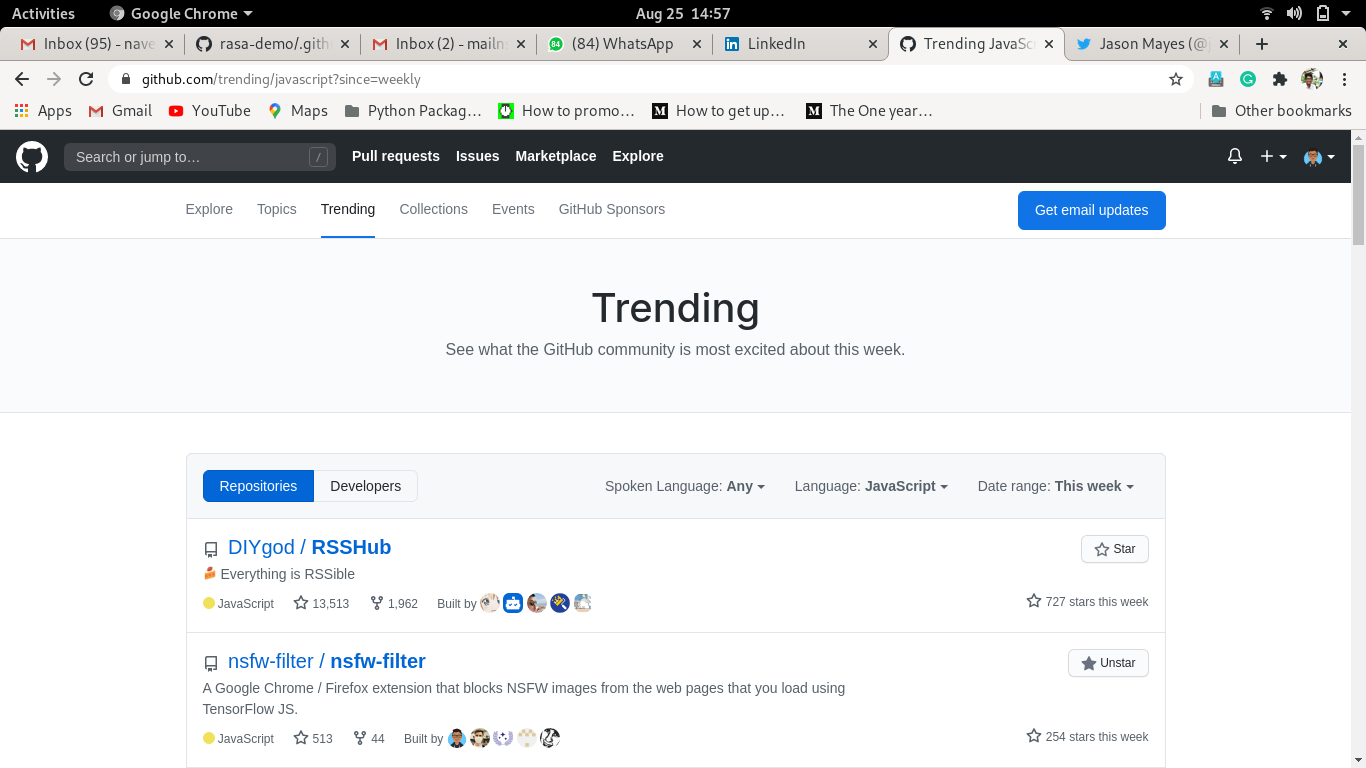 Activities Google Chrome Aug 25 14:57
Inbox (95) - nave rasa-demo/.gith Inbox (2) - mailn (84) WhatsApp LinkedIn Trending JavaScr Jason Mayes (@j
github.com/trending/javascript?since=weekly
Apps Gmail YouTube Maps Python Packag… How to promo… How to get up… The One year… Other bookmarks
Search or jump to… / Pull requests Issues Marketplace Explore
Explore Topics Trending Collections Events GitHub Sponsors Get email updates
Trending
See what the GitHub community is most excited about this week.
Repositories Developers Spoken Language: Any Language: JavaScript Date range: This week
DIYgod / RSSHub Star
Everything is RSSible
JavaScript 13,513 1,962 Built by 727 stars this week
nsfw-filter / nsfw-filter Unstar
A Google Chrome / Firefox extension that blocks NSFW images from the web pages that you load using
TensorFlow JS.
JavaScript 513 44 Built by 254 stars this week